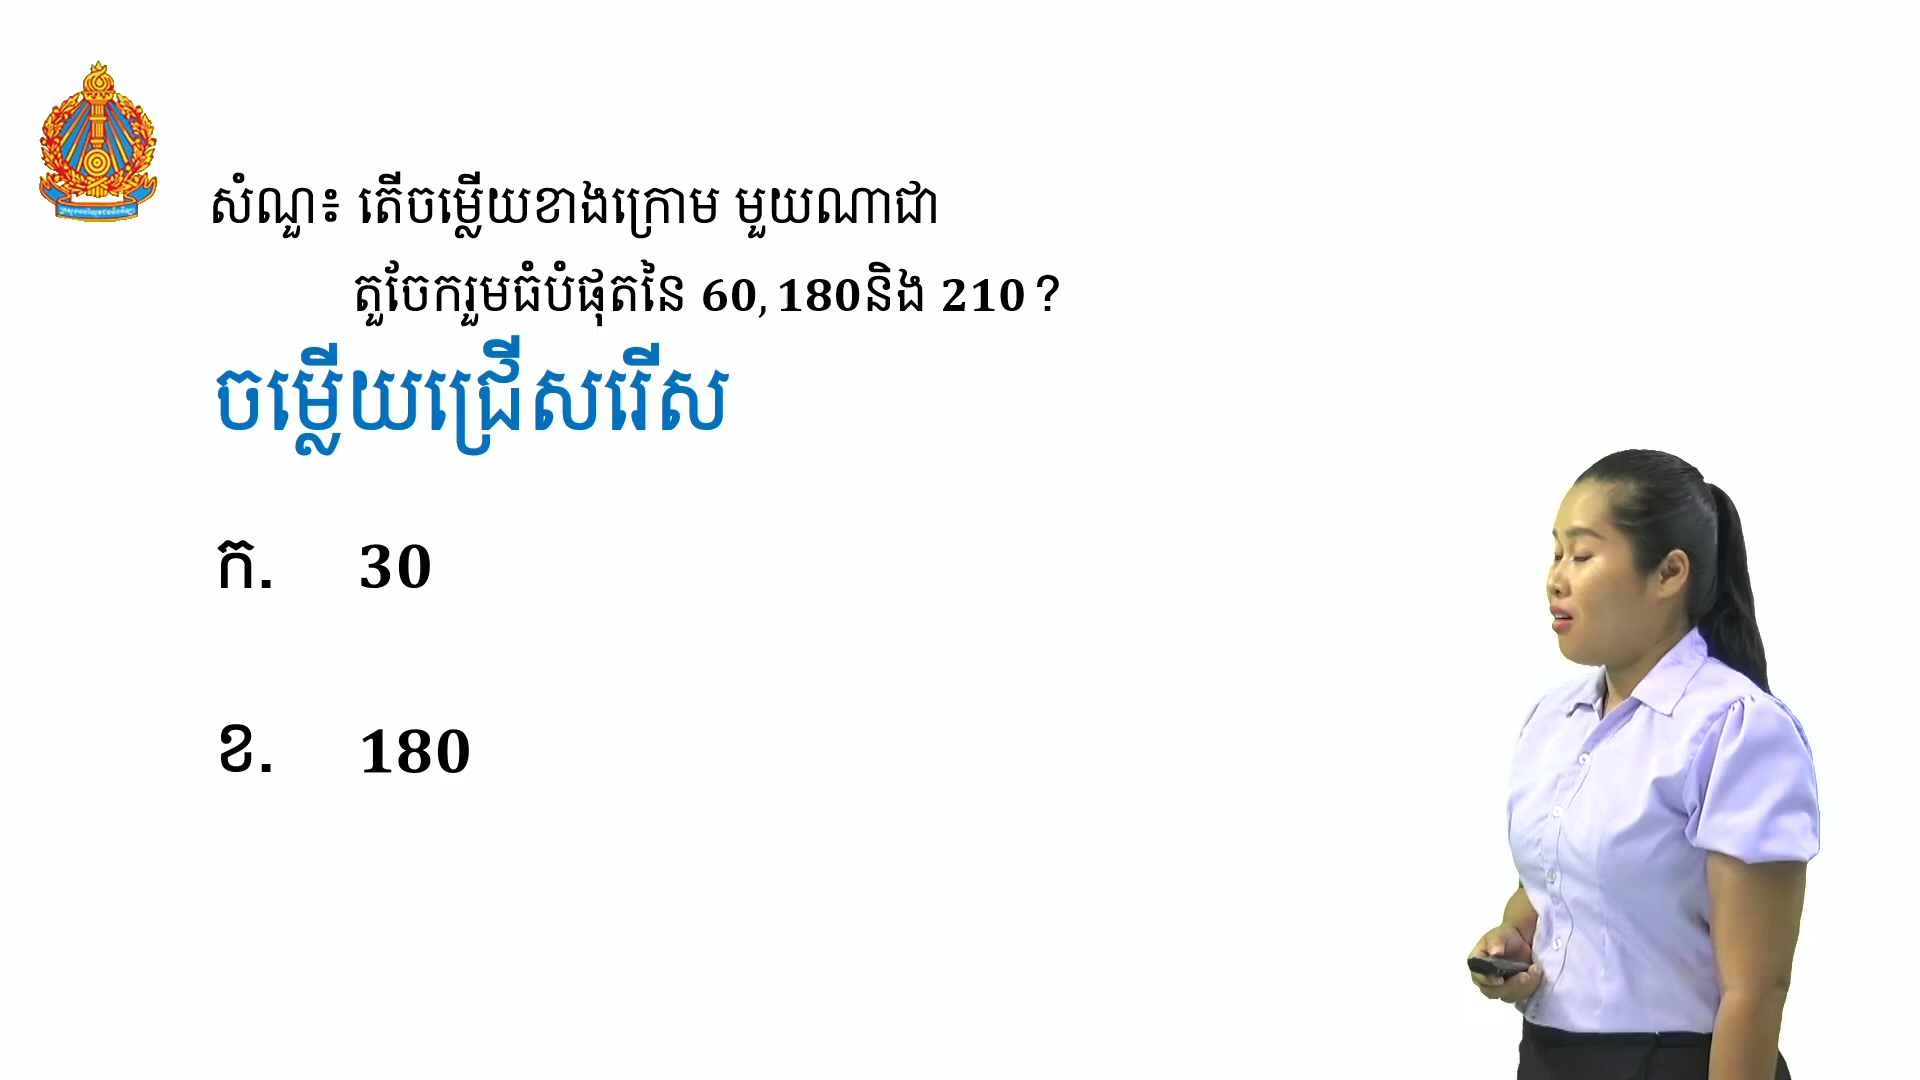 សំណួ៖ តើចម្លើយខាងក្រោម មួយណាជា
តួចែករួមធំបំផុតនៃ 60, 180និង 210 ?
ចម្លើយជ្រើសរើស
ក. 30
ខ. 180